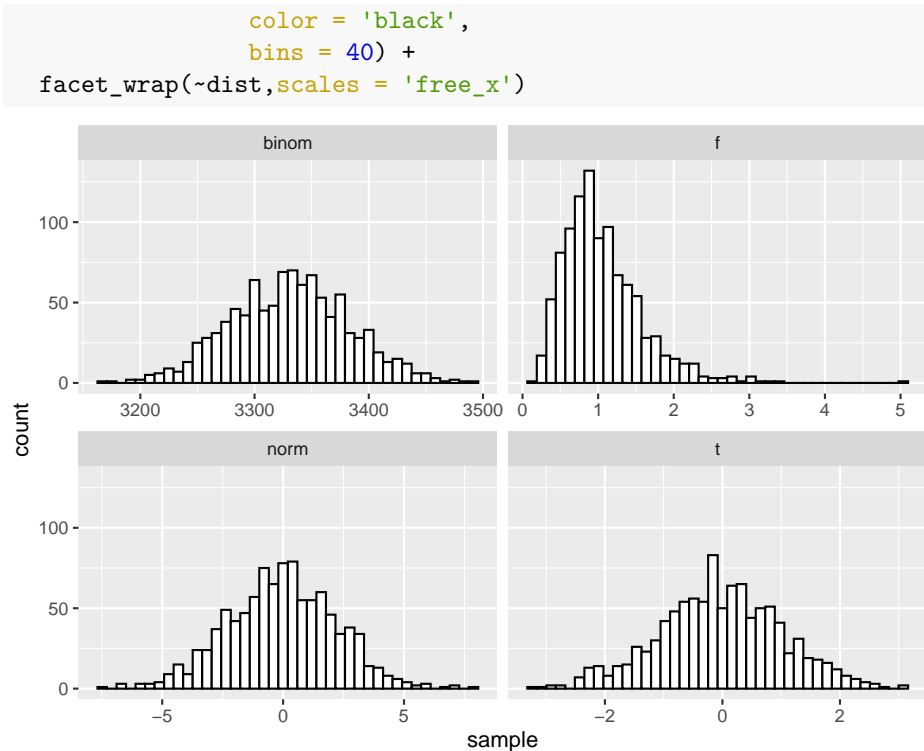 color = 'black',
bins = 40) +
facet_wrap(~dist,scales = 'free_x')
binom
f
100
50
0
3200
3300
3400
3500
0
1
2
3
4
5
count
norm
t
100
50
0
−5
0
5
−2
0
2
sample